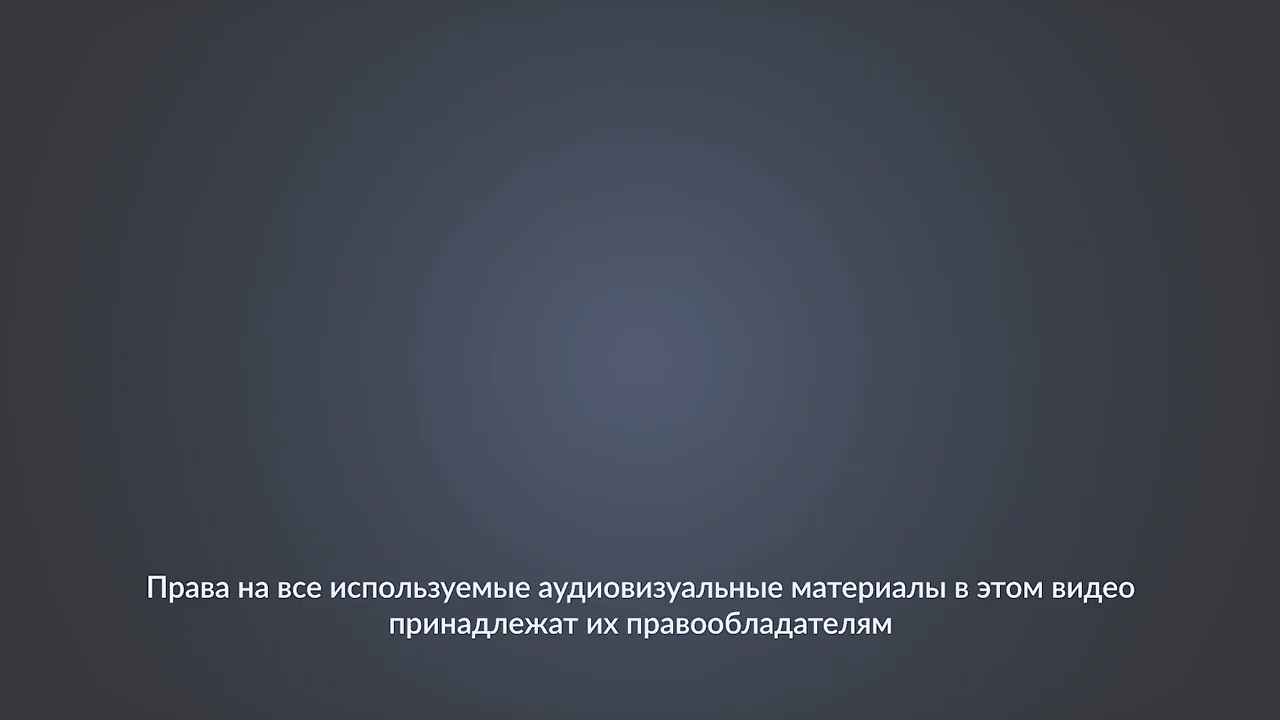 Права на все используемые аудиовизуальные материалы в этом видео
принадлежат их правообладателям